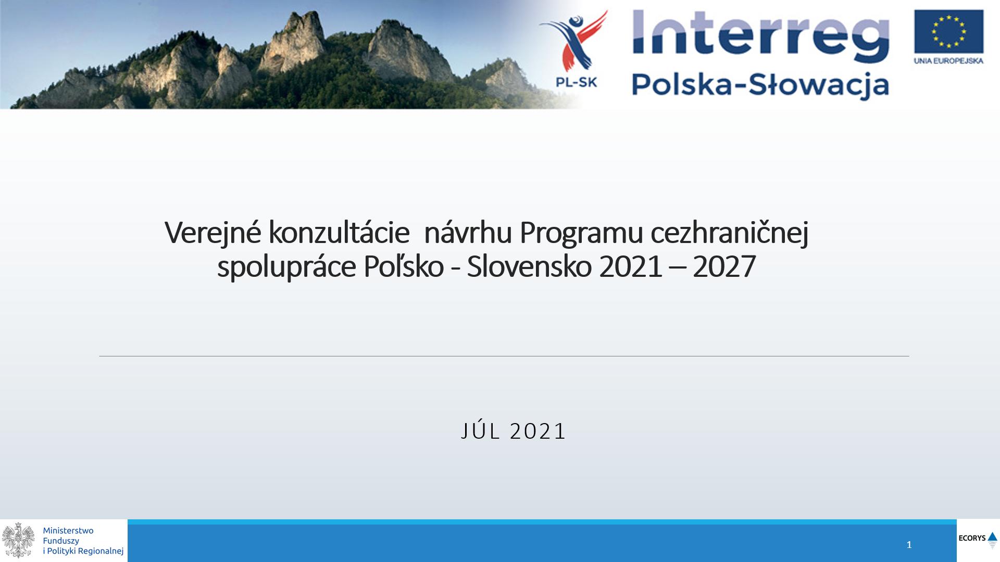 PL-SK
Interreg
Polska-Słowacja
UNIA EUROPEJSKA
Verejné konzultácie  návrhu Programu cezhraničnej
spolupráce Poľsko - Slovensko 2021 – 2027
JÚL 2021
Ministerstwo
Funduszy
i Polityki Regionalnej
1
ECORYS